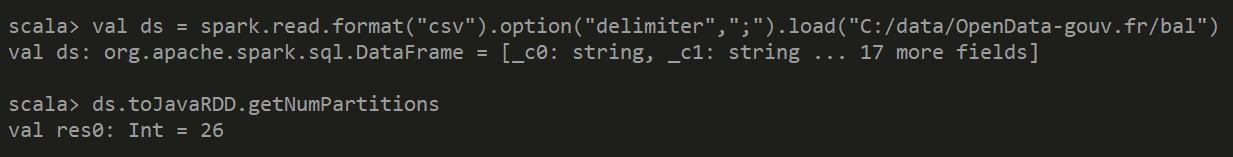 scala> val ds = spark.read.format("csv").option("delimiter",";").load("C:/data/OpenData-gouv.fr/bal")
val ds: org.apache.spark.sql.DataFrame = [_c0: string, _c1: string ... 17 more fields]
scala> ds.toJavaRDD.getNumPartitions
val res0: Int = 26